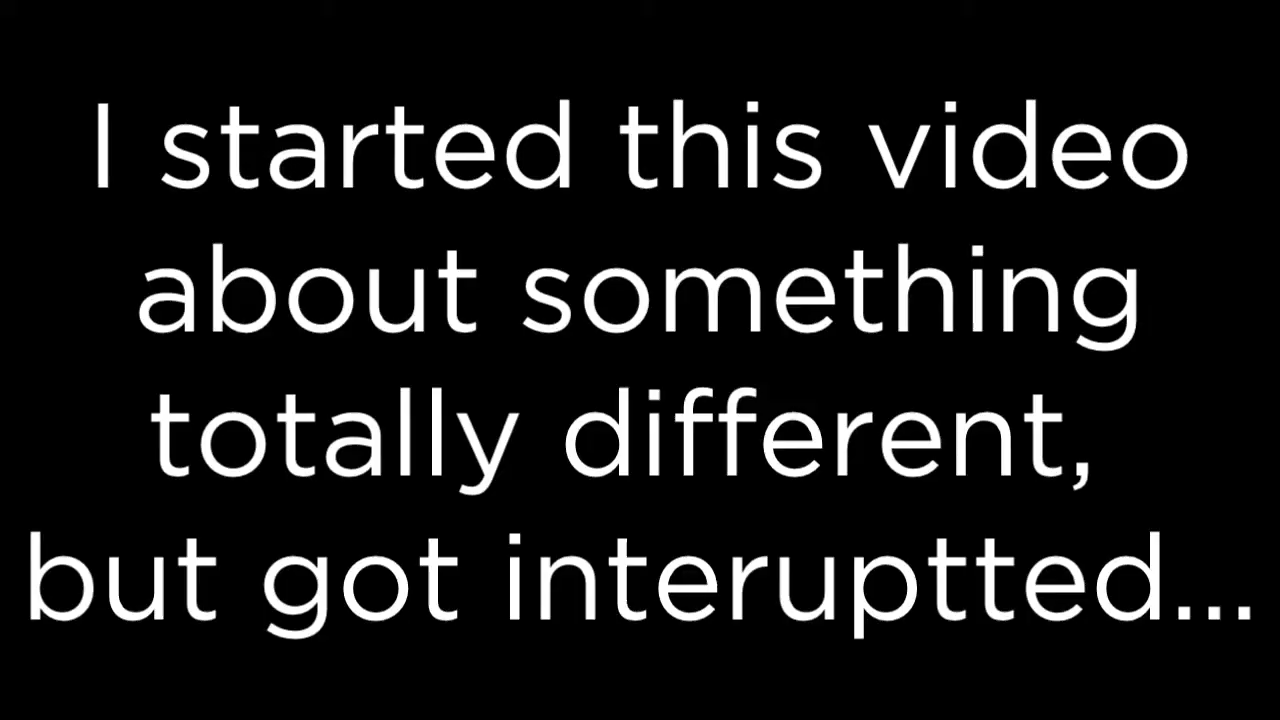 I started this video
about something
totally different,
but got interuptted...